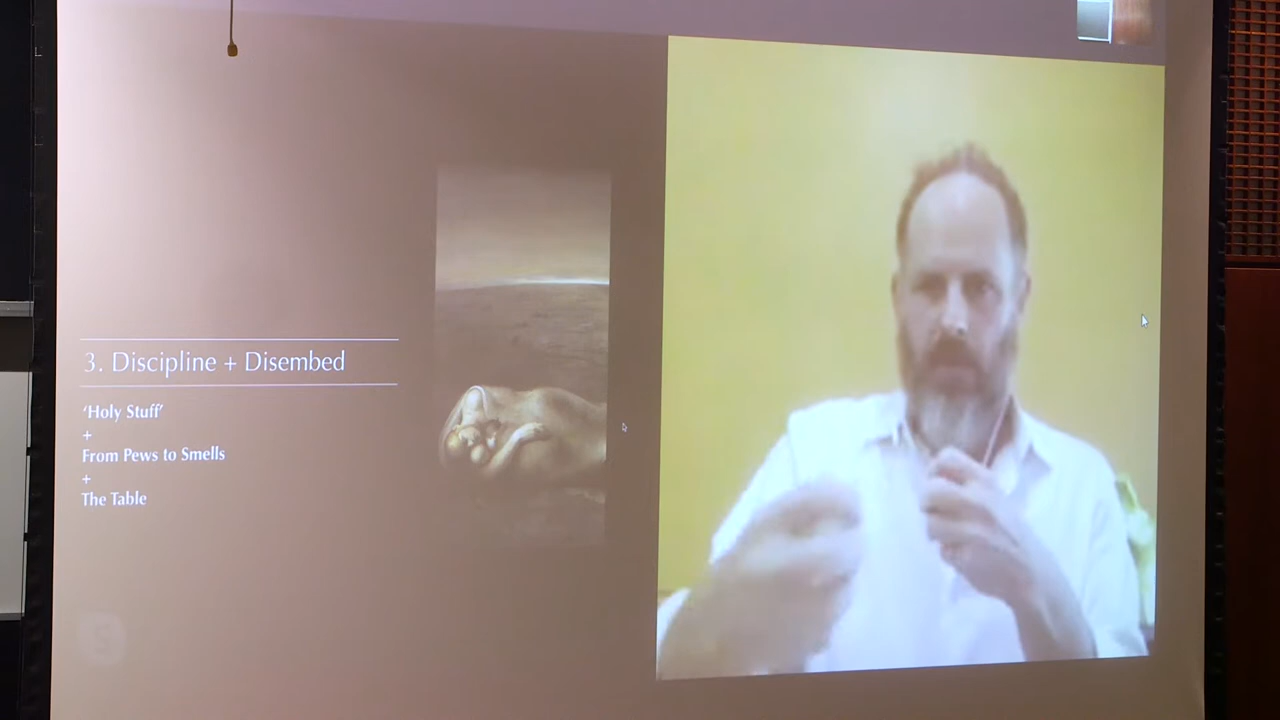 3. Discipline + Disembed
‘Holy Stuff’
+
From Pews to Smells
+
The Table